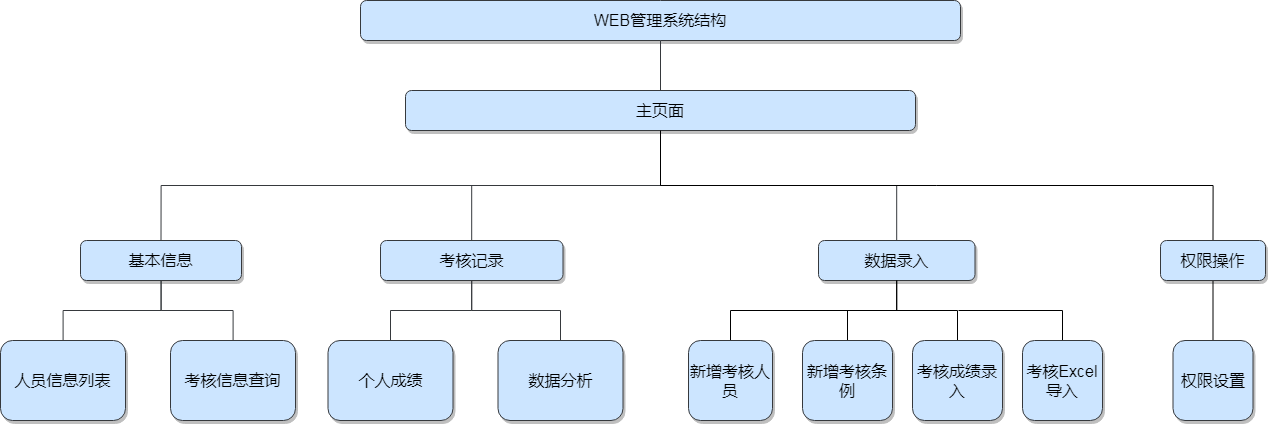 WEB管理系统结构
主页面
基本信息
考核记录
数据录入
权限操作
人员信息列表
考核信息查询
个人成绩
数据分析
新增考核人
员
新增考核条
例
考核成绩录
入
考核Excel
导入
权限设置